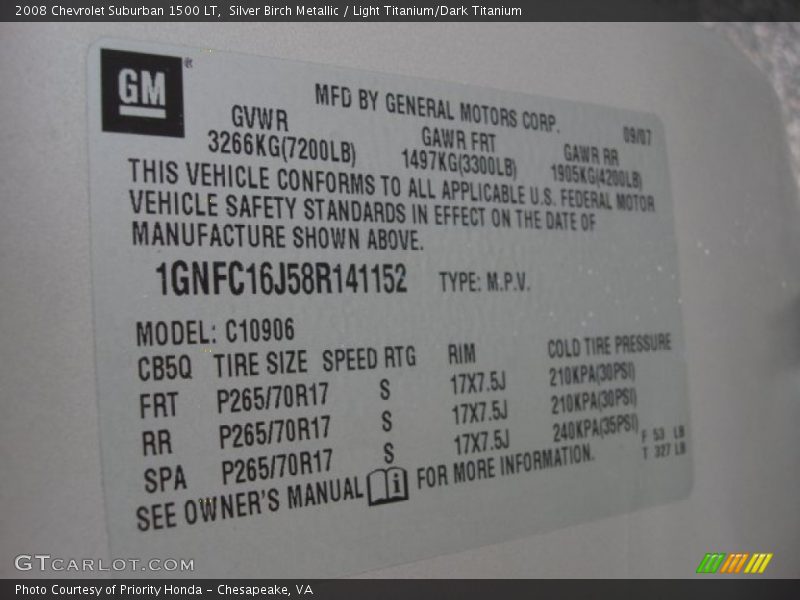 2008 Chevrolet Suburban 1500 LT,  Silver Birch Metallic / Light Titanium/Dark Titanium
GM®
MFD BY GENERAL MOTORS CORP.
09/07
GVWR GAWR FRT GAWR RR
3266KG(7200LB) 1497KG(3300LB) 1905KG(4200LB)
THIS VEHICLE CONFORMS TO ALL APPLICABLE U.S. FEDERAL MOTOR
VEHICLE SAFETY STANDARDS IN EFFECT ON THE DATE OF
MANUFACTURE SHOWN ABOVE.
1GNFC16J58R141152 TYPE: M.P.V.
MODEL: C10906
CB5Q TIRE SIZE SPEED RTG RIM COLD TIRE PRESSURE
FRT P265/70R17 S 17X7.5J 210KPA(30PSI)
RR P265/70R17 S 17X7.5J 210KPA(30PSI)
SPA P265/70R17 S 17X7.5J 240KPA(35PSI)
F 53 LB
T 327 LB
SEE OWNER'S MANUAL i FOR MORE INFORMATION.
GTCARLOT.COM
Photo Courtesy of Priority Honda – Chesapeake, VA